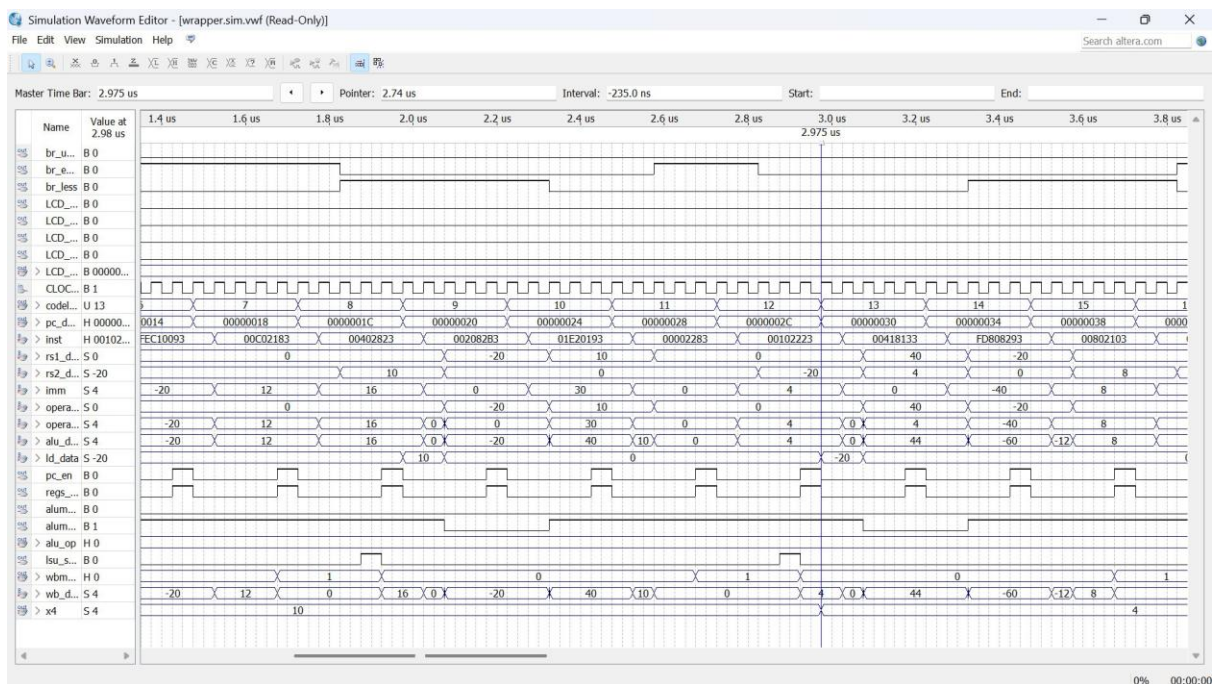 Simulation Waveform Editor - [wrapper.sim.vwf (Read-Only)]
File Edit View Simulation Help
Search altera.com
Master Time Bar: 2.975 us Pointer: 2.74 us Interval: -235.0 ns Start: End:
Name Value at 2.98 us 1.4 us 1.6 us 1.8 us 2.0 us 2.2 us 2.4 us 2.6 us 2.8 us 3.0 us 3.2 us 3.4 us 3.6 us 3.8 us
2.975 us
br_u... B 0
br_e... B 0
br_less B 0
LCD_... B 0
LCD_... B 0
LCD_... B 0
LCD_... B 0
> LCD_... B 00000...
CLOC... B 1
> codel... U 13 7 8 9 10 11 12 13 14 15 1
> pc_d... H 00000... 0014 00000018 0000001C 00000020 00000024 00000028 0000002C 00000030 00000034 00000038 0000
> inst H 00102... FEC10093 00C02183 00402823 002082B3 01E20193 00002283 00102223 00418133 FD808293 00802103
> rs1_d... S 0 0 -20 10 0 40 -20
> rs2_d... S -20 10 0 -20 4 0 8
> imm S 4 -20 12 16 0 30 0 4 0 -40 8
> opera... S 0 0 -20 10 0 40 -20
> opera... S 4 -20 12 16 0 0 30 0 4 0 4 -40 8
> alu_d... S 4 -20 12 16 0 -20 40 10 0 4 0 44 -60 -12 8
> ld_data S -20 10 0 -20 0
pc_en B 0
regs_... B 0
alum... B 0
alum... B 1
> alu_op H 0
lsu_s... B 0
> wbm... H 0 1 0 1 0 1
> wb_d... S 4 -20 12 0 16 0 -20 40 10 0 4 0 44 -60 -12 8
> x4 S 4 10 4
0% 00:00:00